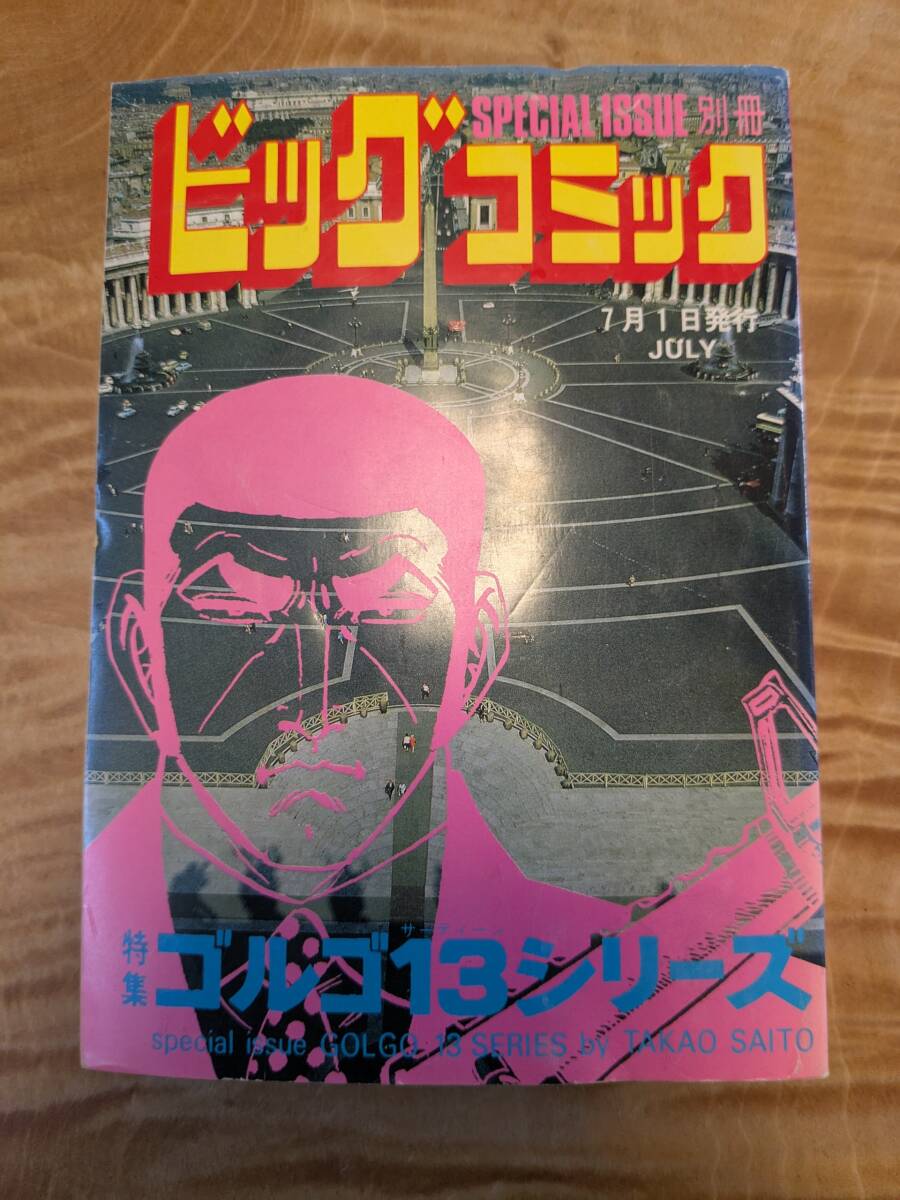 SPECIAL ISSUE 別冊
ビッグコミック
7月1日発行
JULY
特集
サーティーン
ゴルゴ13シリーズ
special issue GOLGO 13 SERIES by TAKAO SAITO